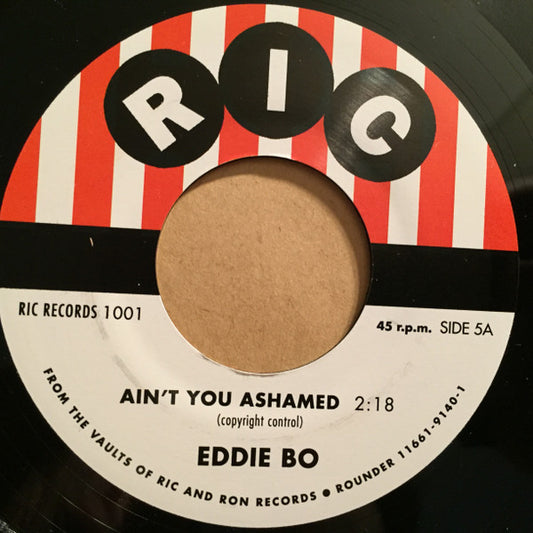 RIC
RIC RECORDS 1001
45 r.p.m. SIDE 5A
AIN'T YOU ASHAMED 2:18
(copyright control)
EDDIE BO
FROM THE VAULTS OF RIC AND RON RECORDS ● ROUNDER 11661-9140-1